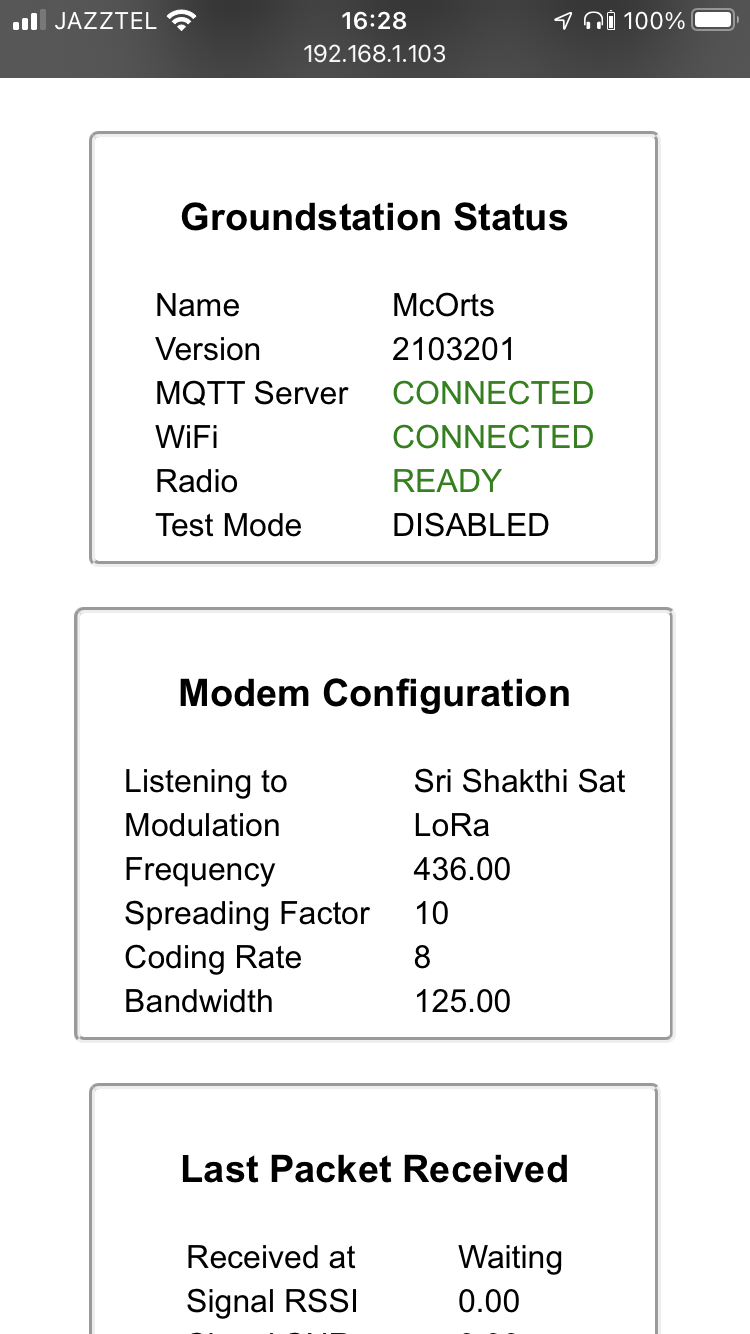 JAZZTEL 16:28 100%
192.168.1.103
Groundstation Status
Name McOrts
Version 2103201
MQTT Server CONNECTED
WiFi CONNECTED
Radio READY
Test Mode DISABLED
Modem Configuration
Listening to Sri Shakthi Sat
Modulation LoRa
Frequency 436.00
Spreading Factor 10
Coding Rate 8
Bandwidth 125.00
Last Packet Received
Received at Waiting
Signal RSSI 0.00